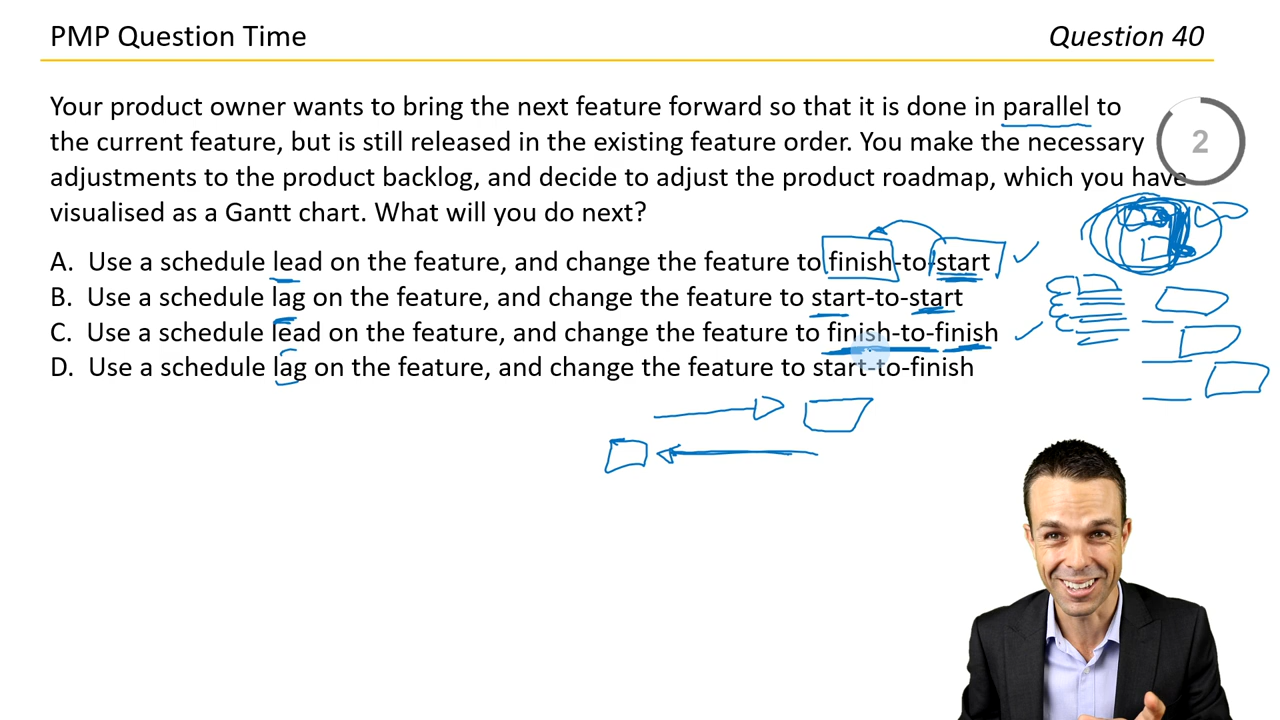 PMP Question Time
Question 40
Your product owner wants to bring the next feature forward so that it is done in parallel to
the current feature, but is still released in the existing feature order. You make the necessary
adjustments to the product backlog, and decide to adjust the product roadmap, which you have
visualised as a Gantt chart. What will you do next?
2
A. Use a schedule lead on the feature, and change the feature to finish-to-start
B. Use a schedule lag on the feature, and change the feature to start-to-start
C. Use a schedule lead on the feature, and change the feature to finish-to-finish
D. Use a schedule lag on the feature, and change the feature to start-to-finish